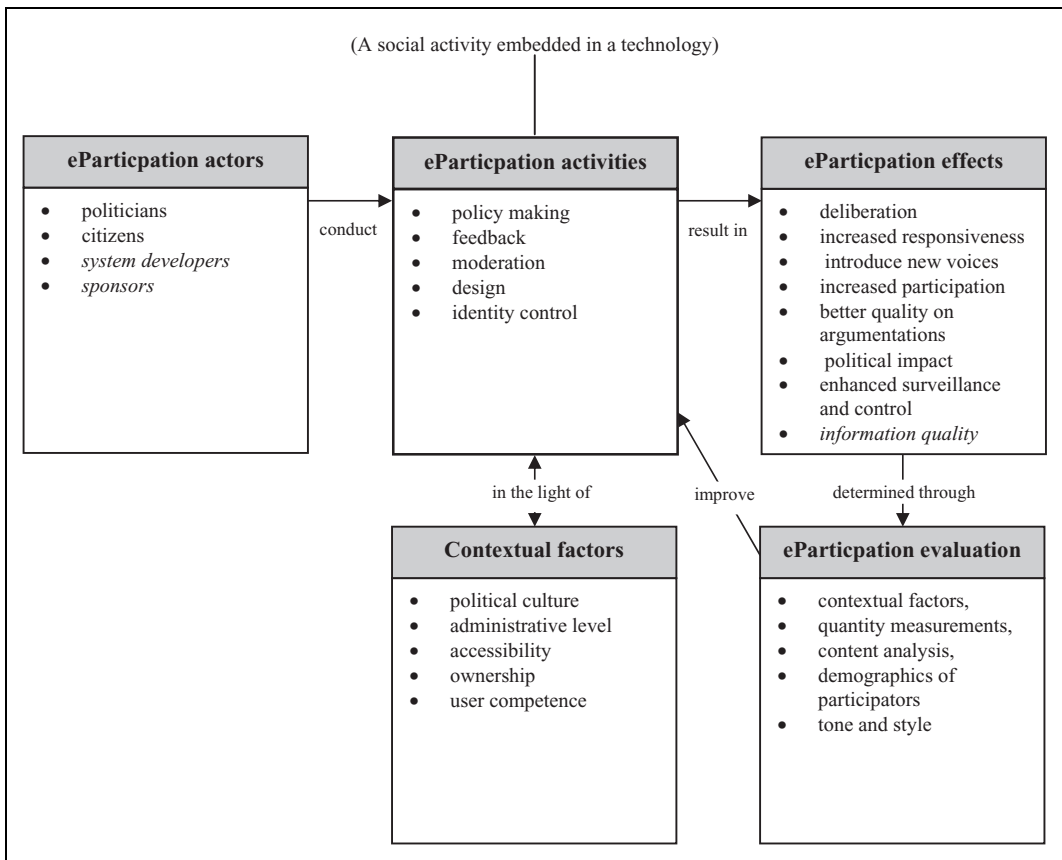 (A social activity embedded in a technology)
eParticpation actors
• politicians
• citizens
• system developers
• sponsors
conduct
eParticpation activities
• policy making
• feedback
• moderation
• design
• identity control
result in
eParticpation effects
• deliberation
• increased responsiveness
• introduce new voices
• increased participation
• better quality on
argumentations
• political impact
• enhanced surveillance
and control
• information quality
in the light of
improve
determined through
Contextual factors
• political culture
• administrative level
• accessibility
• ownership
• user competence
eParticpation evaluation
• contextual factors,
• quantity measurements,
• content analysis,
• demographics of
participators
• tone and style